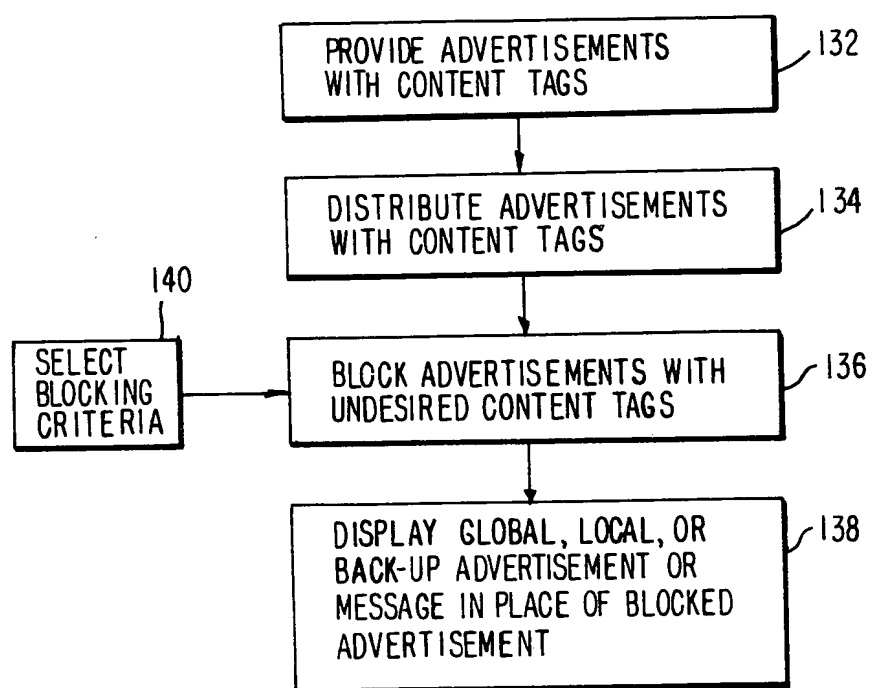 PROVIDE ADVERTISEMENTS
WITH CONTENT TAGS
132
DISTRIBUTE ADVERTISEMENTS
WITH CONTENT TAGS
134
140
SELECT
BLOCKING
CRITERIA
BLOCK ADVERTISEMENTS WITH
UNDESIRED CONTENT TAGS
136
DISPLAY GLOBAL, LOCAL, OR
BACK-UP ADVERTISEMENT OR
MESSAGE IN PLACE OF BLOCKED
ADVERTISEMENT
138